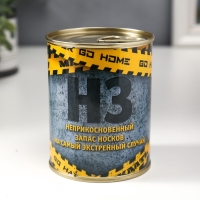 GO HOME
НЗ
НЕПРИКОСНОВЕННЫЙ
ЗАПАС НОСКОВ
НА САМЫЙ ЭКСТРЕННЫЙ СЛУЧАЙ